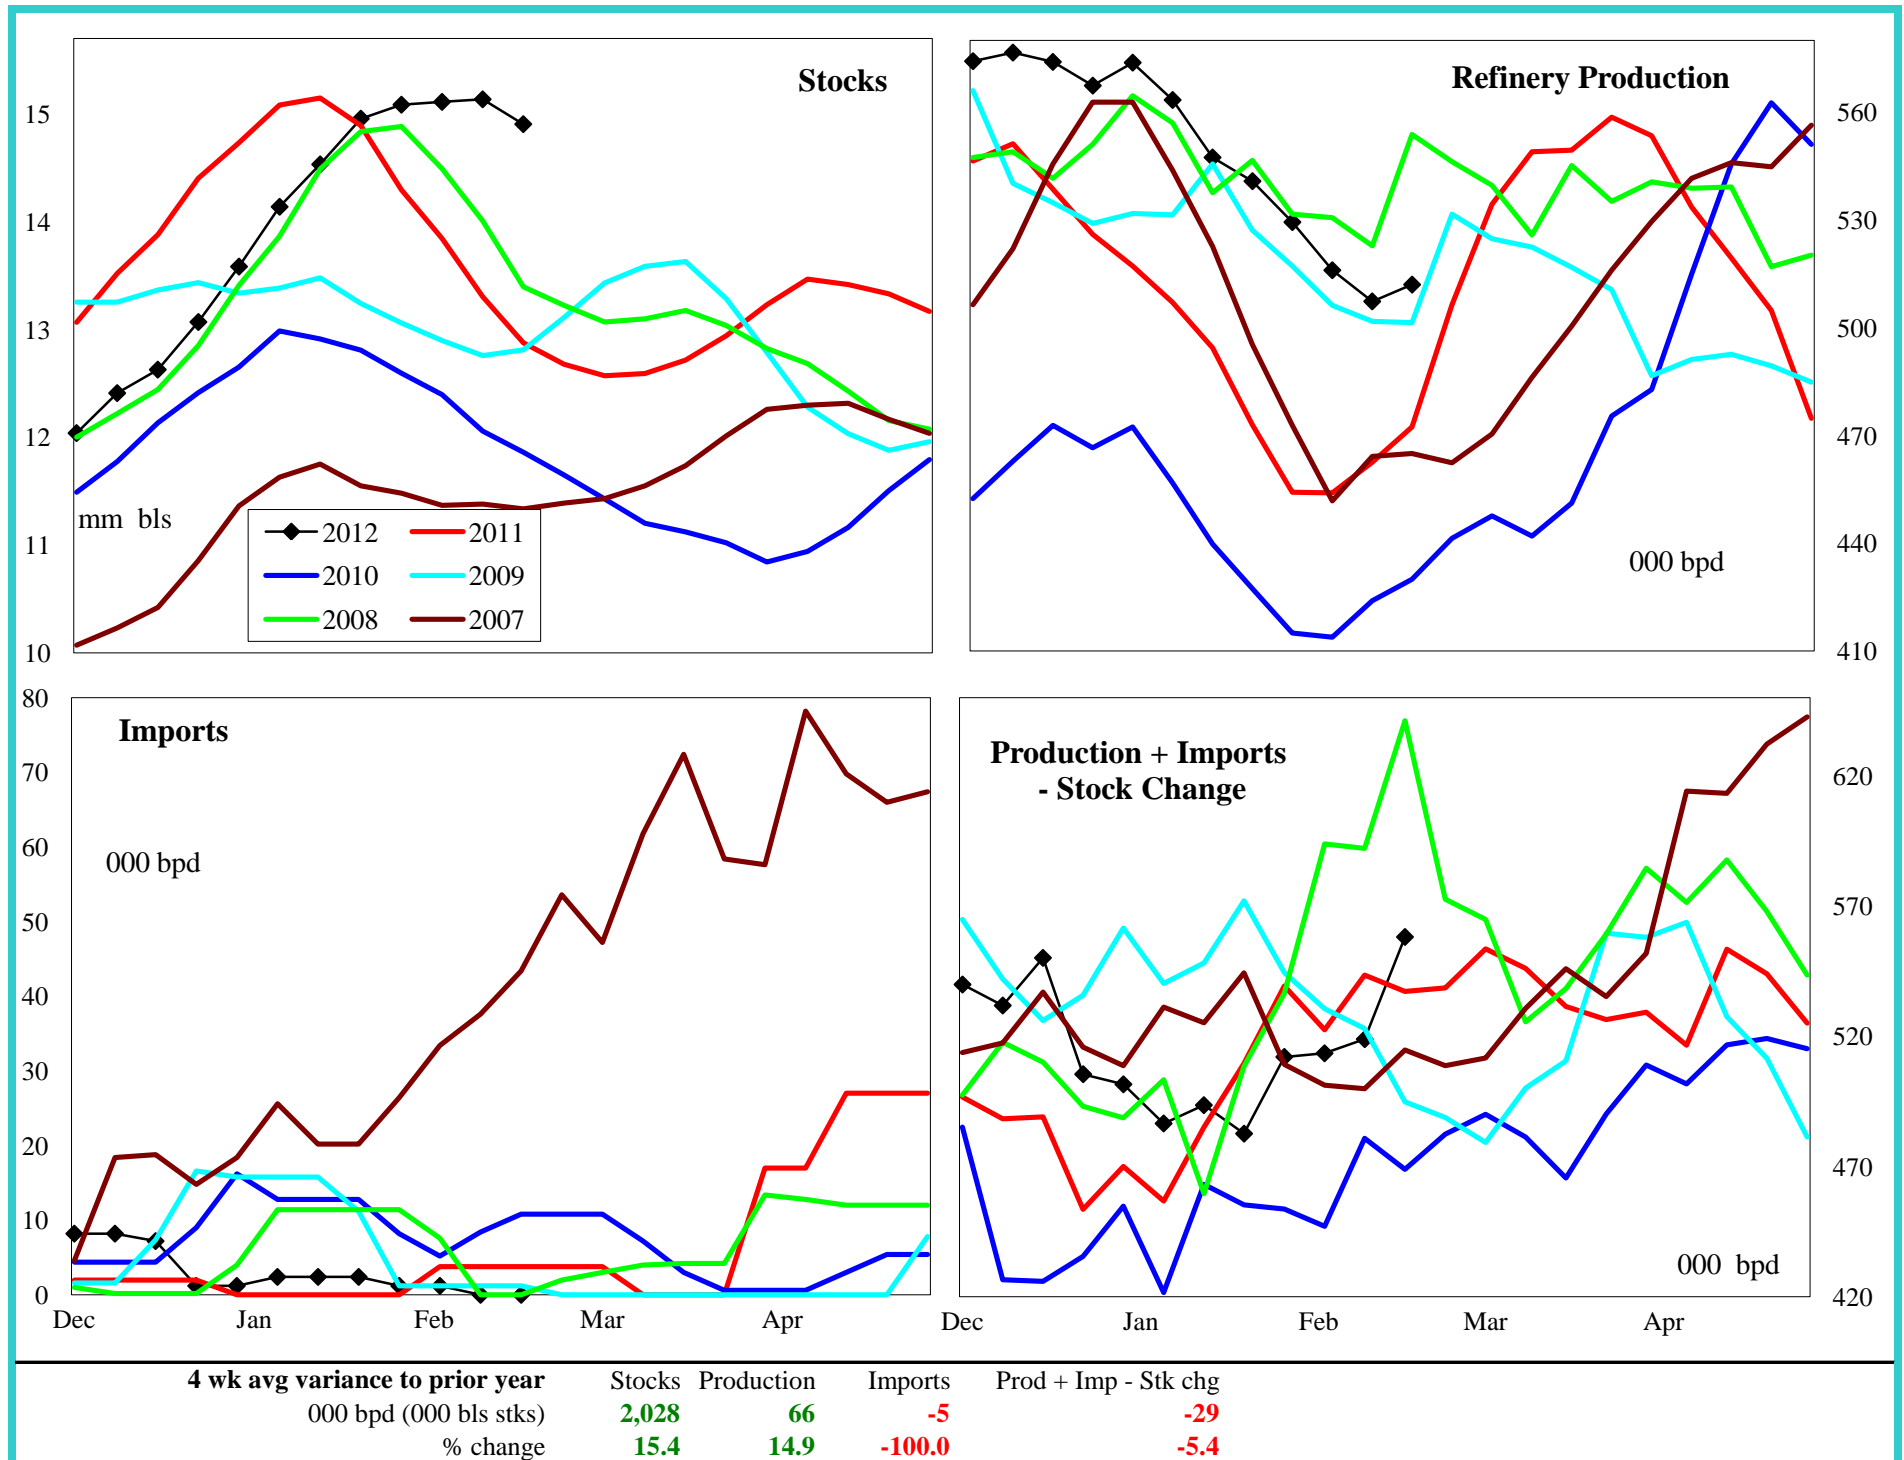 Stocks
15
14
13
12
11
10
mm bls
2012 2011
2010 2009
2008 2007
Refinery Production
560
530
500
470
440
410
000 bpd
Imports
80
70
60
50
40
30
20
10
0
000 bpd
Dec Jan Feb Mar Apr
Production + Imports
- Stock Change
620
570
520
470
420
000 bpd
Dec Jan Feb Mar Apr
4 wk avg variance to prior year Stocks Production Imports Prod + Imp - Stk chg
000 bpd (000 bls stks) 2,028 66 -5 -29
% change 15.4 14.9 -100.0 -5.4